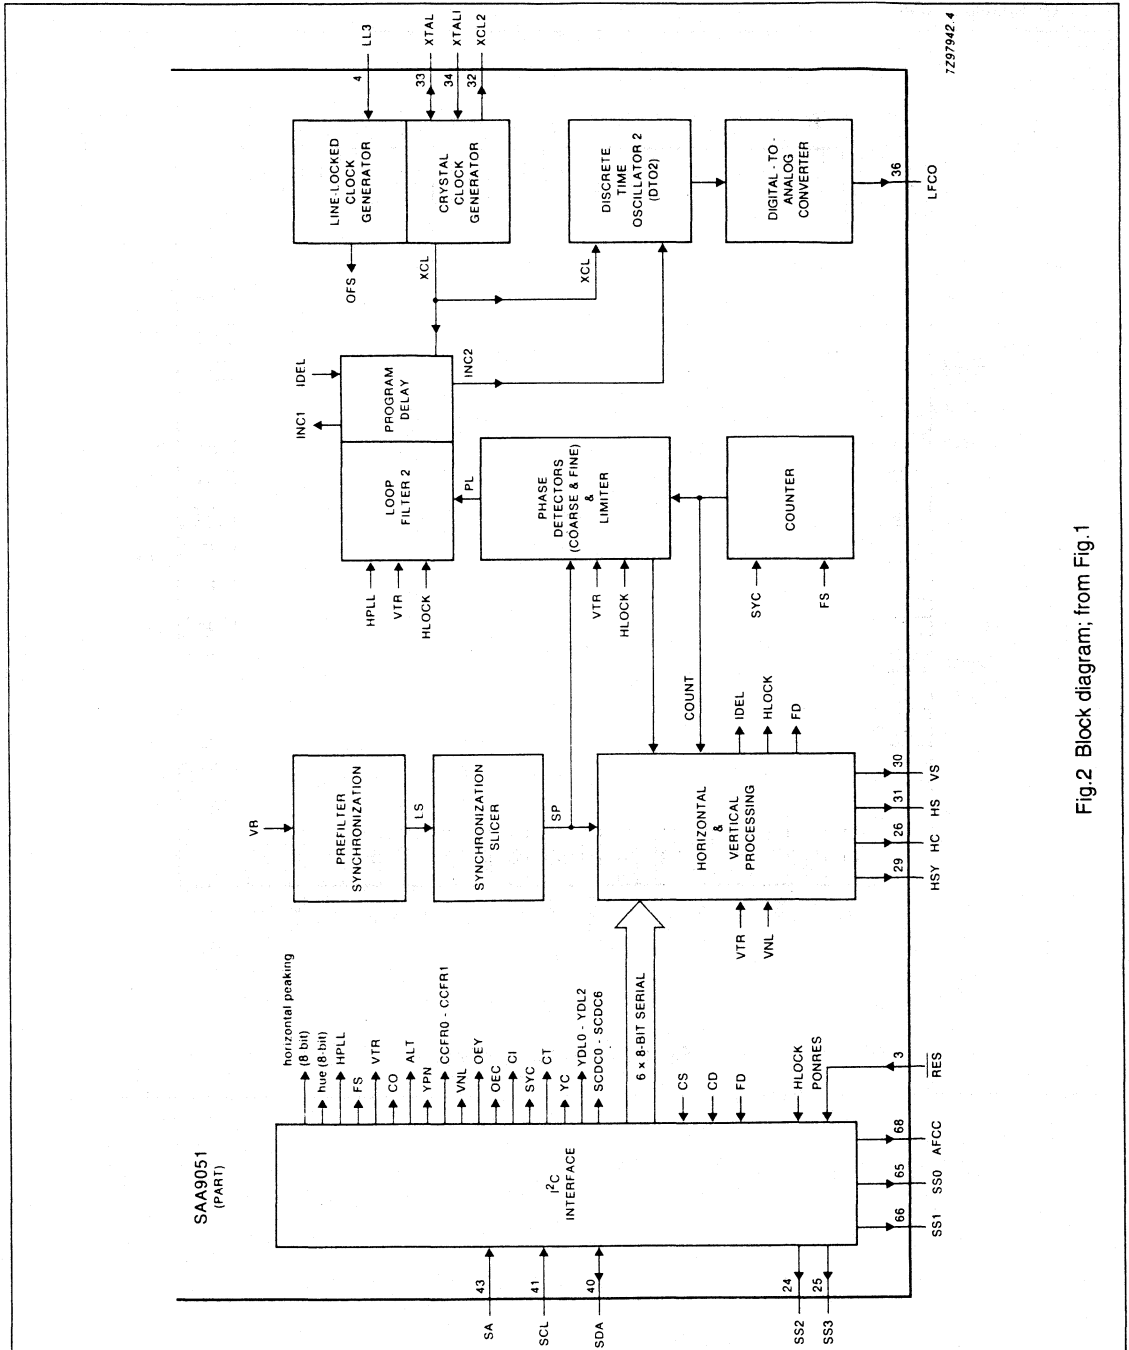 SAA9051
(PART)
SA
43
SCL
41
SDA
40
SS2
24
SS3
25
I²C
INTERFACE
horizontal peaking
(8 bit)
hue (8-bit)
HPLL
FS
VTR
CO
ALT
YPN
CCFR0 - CCFR1
VNL
OEY
OEC
CI
SYC
CT
YC
YDL0 - YDL2
SCDC0 - SCDC6
6 x 8-BIT SERIAL
CS
CD
FD
HLOCK
PONRES
66
SS1
65
SS0
68
AFCC
3
RES
VR
PREFILTER
SYNCHRONIZATION
LS
SYNCHRONIZATION
SLICER
SP
HORIZONTAL
&
VERTICAL
PROCESSING
VTR
VNL
COUNT
IDEL
HLOCK
FD
29
HSY
26
HC
31
HS
30
VS
HPLL
VTR
HLOCK
LOOP
FILTER 2
PROGRAM
DELAY
INC1
IDEL
INC2
PL
PHASE
DETECTORS
(COARSE & FINE)
&
LIMITER
VTR
HLOCK
COUNTER
SYC
FS
LINE-LOCKED
CLOCK
GENERATOR
CRYSTAL
CLOCK
GENERATOR
OFS
XCL
XCL
4
LL3
33
XTAL
34
XTALI
32
XCL2
DISCRETE
TIME
OSCILLATOR 2
(DTO2)
DIGITAL - TO -
ANALOG
CONVERTER
36
LFCO
7Z97942.4
Fig.2 Block diagram; from Fig.1